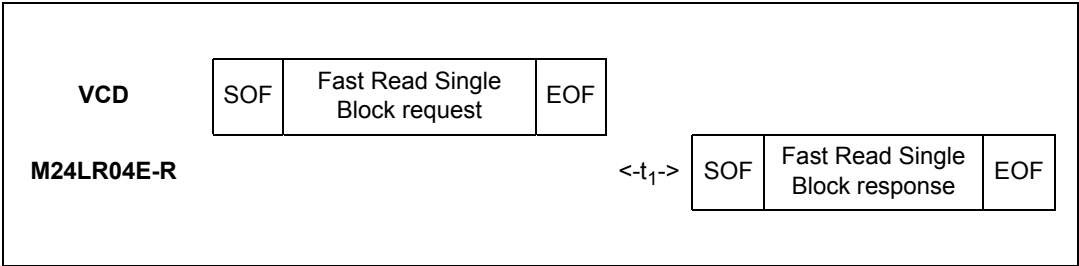 VCD SOF Fast Read Single Block request EOF
M24LR04E-R <-t1-> SOF Fast Read Single Block response EOF